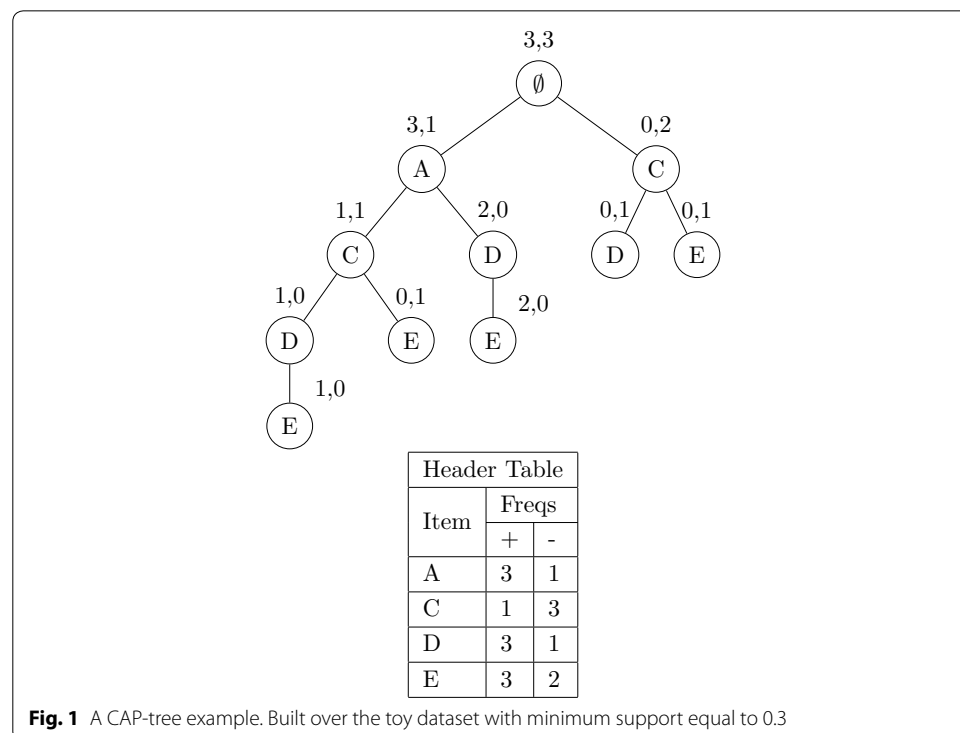 3,3
∅
3,1
0,2
A
C
1,1
2,0
0,1
0,1
C
D
D
E
1,0
0,1
2,0
D
E
E
1,0
E
Header Table
Item
Freqs
+ -
A 3 1
C 1 3
D 3 1
E 3 2
Fig. 1 A CAP-tree example. Built over the toy dataset with minimum support equal to 0.3